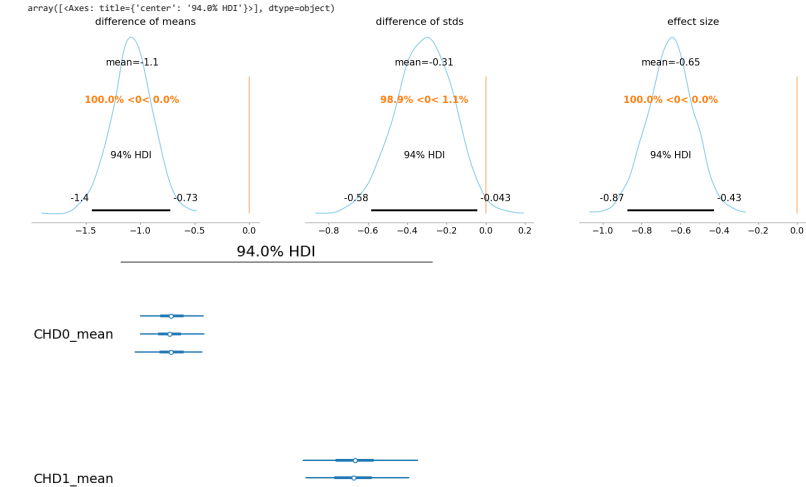 array([<Axes: title={'center': '94.0% HDI'}>], dtype=object)
difference of means
difference of stds
effect size
mean=-1.1
mean=-0.31
mean=-0.65
100.0% <0< 0.0%
98.9% <0< 1.1%
100.0% <0< 0.0%
94% HDI
94% HDI
94% HDI
-1.4
-0.73
-0.58
-0.043
-0.87
-0.43
−1.5 −1.0 −0.5 0.0
−0.8 −0.6 −0.4 −0.2 0.0 0.2
−1.0 −0.8 −0.6 −0.4 −0.2 0.0
94.0% HDI
CHD0_mean
CHD1_mean